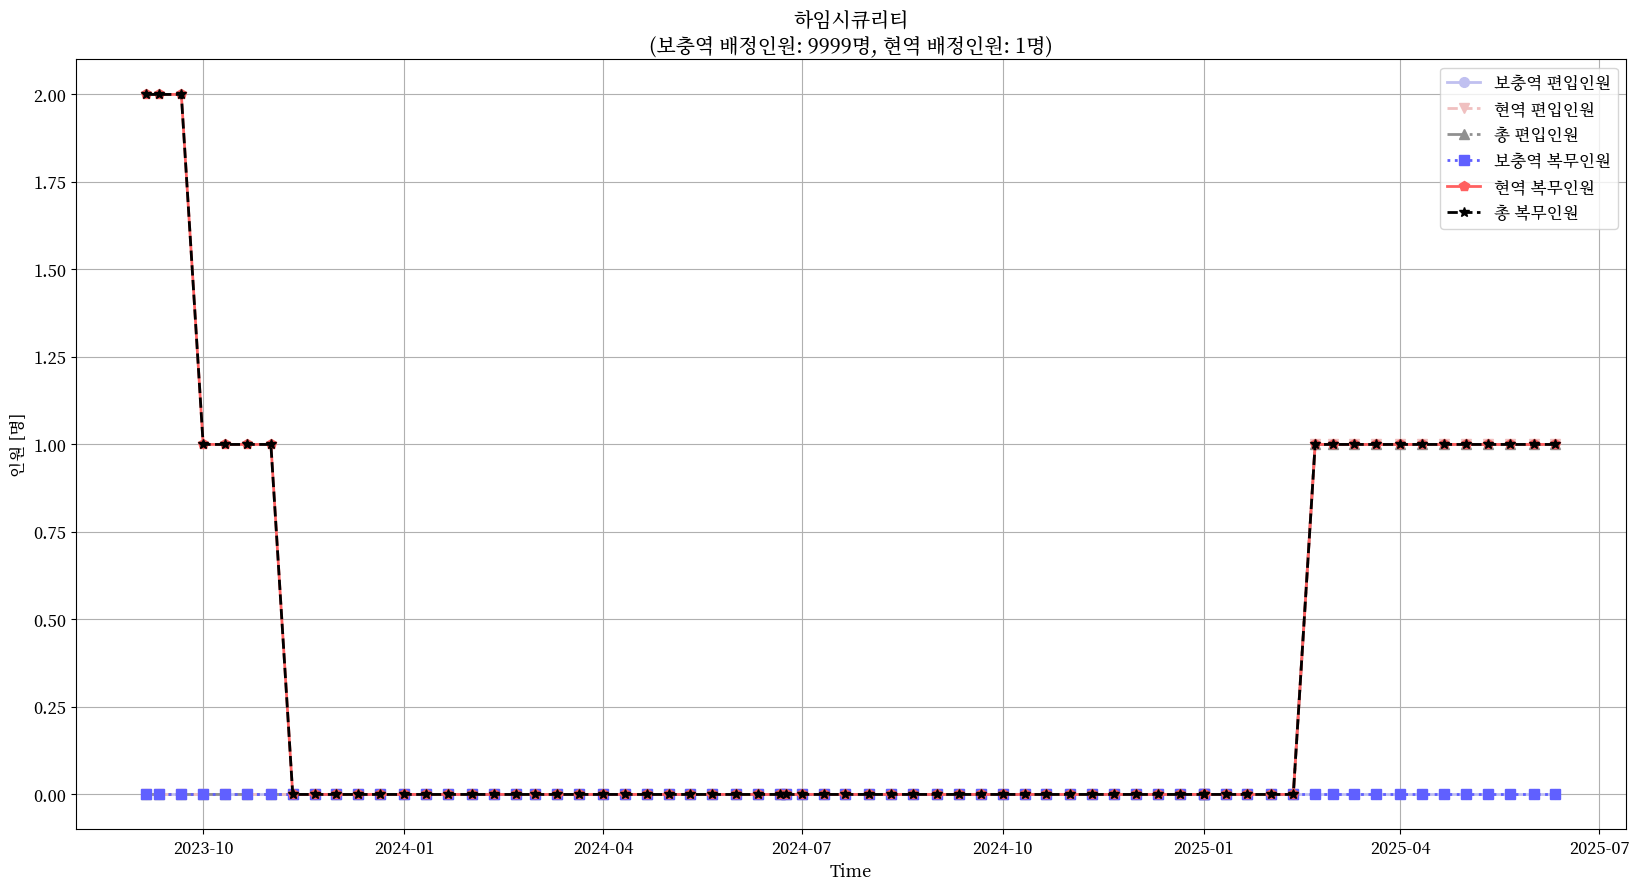 하임시큐리티
(보충역 배정인원: 9999명, 현역 배정인원: 1명)
보충역 편입인원
현역 편입인원
총 편입인원
보충역 복무인원
현역 복무인원
총 복무인원
인원 [명]
2.00
1.75
1.50
1.25
1.00
0.75
0.50
0.25
0.00
2023-10
2024-01
2024-04
2024-07
2024-10
2025-01
2025-04
2025-07
Time